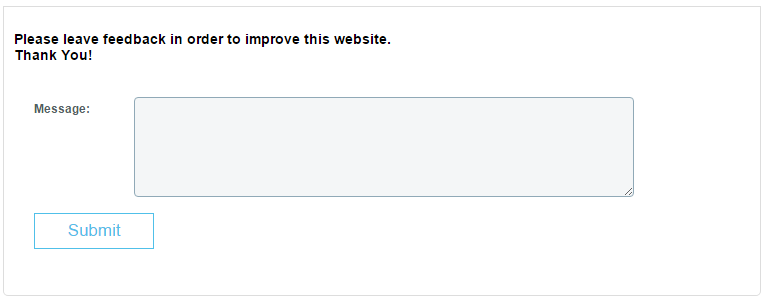 Please leave feedback in order to improve this website.
Thank You!
Message:
Submit